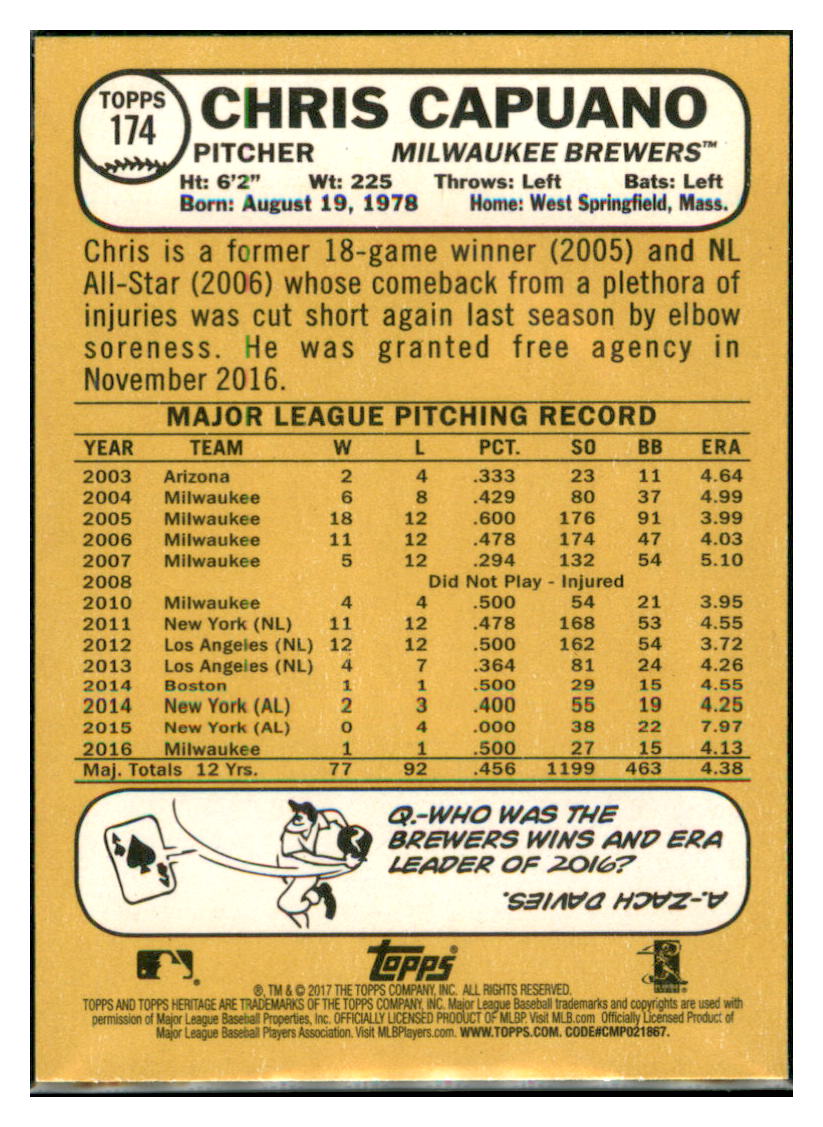 TOPPS
174
CHRIS CAPUANO
PITCHER MILWAUKEE BREWERS™
Ht: 6'2" Wt: 225 Throws: Left Bats: Left
Born: August 19, 1978 Home: West Springfield, Mass.
Chris is a former 18-game winner (2005) and NL
All-Star (2006) whose comeback from a plethora of
injuries was cut short again last season by elbow
soreness. He was granted free agency in
November 2016.
MAJOR LEAGUE PITCHING RECORD
YEAR TEAM W L PCT. SO BB ERA
2003 Arizona 2 4 .333 23 11 4.64
2004 Milwaukee 6 8 .429 80 37 4.99
2005 Milwaukee 18 12 .600 176 91 3.99
2006 Milwaukee 11 12 .478 174 47 4.03
2007 Milwaukee 5 12 .294 132 54 5.10
2008 Did Not Play - Injured
2010 Milwaukee 4 4 .500 54 21 3.95
2011 New York (NL) 11 12 .478 168 53 4.55
2012 Los Angeles (NL) 12 12 .500 162 54 3.72
2013 Los Angeles (NL) 4 7 .364 81 24 4.26
2014 Boston 1 1 .500 29 15 4.55
2014 New York (AL) 2 3 .400 55 19 4.25
2015 New York (AL) 0 4 .000 38 22 7.97
2016 Milwaukee 1 1 .500 27 15 4.13
Maj. Totals 12 Yrs. 77 92 .456 1199 463 4.38
Q.-WHO WAS THE
BREWERS WINS AND ERA
LEADER OF 2016?
A.-ZACH DAVIES.
TOPPS
®, TM & © 2017 THE TOPPS COMPANY, INC. ALL RIGHTS RESERVED.
TOPPS AND TOPPS HERITAGE ARE TRADEMARKS OF THE TOPPS COMPANY, INC. Major League Baseball trademarks and copyrights are used with
permission of Major League Baseball Properties, Inc. OFFICIALLY LICENSED PRODUCT OF MLBP. Visit MLB.com Officially Licensed Product of
Major League Baseball Players Association. Visit MLBPlayers.com. WWW.TOPPS.COM. CODE#CMP021867.